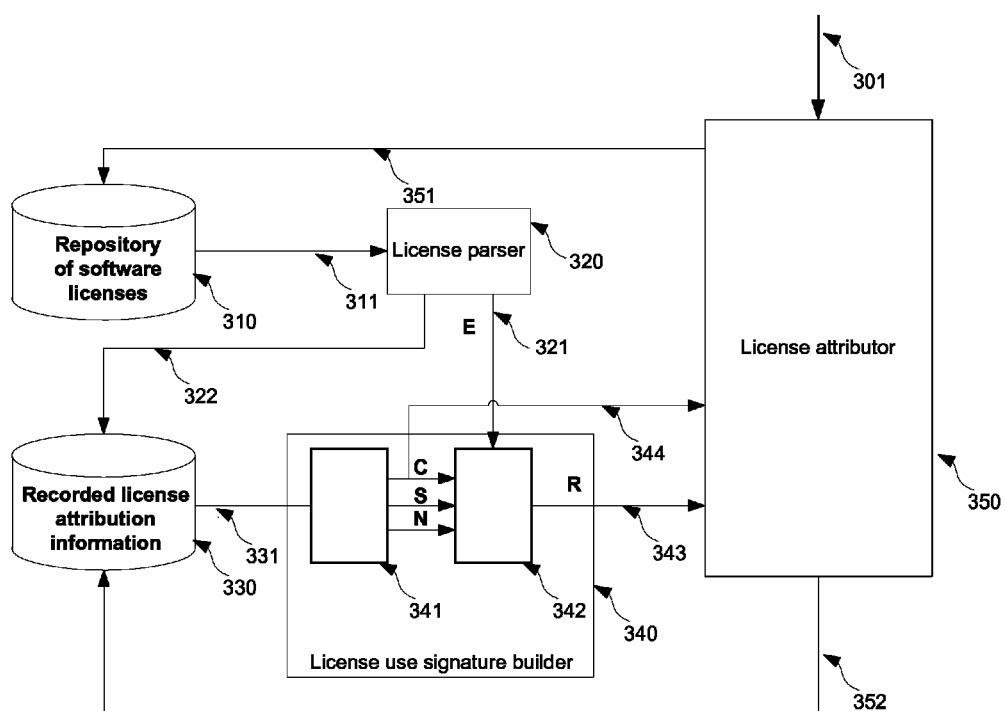 301
351
Repository
of software
licenses
310
311
License parser
320
E
321
322
License attributor
344
350
Recorded license
attribution
information
330
331
C
S
N
R
343
341
342
340
License use signature builder
352